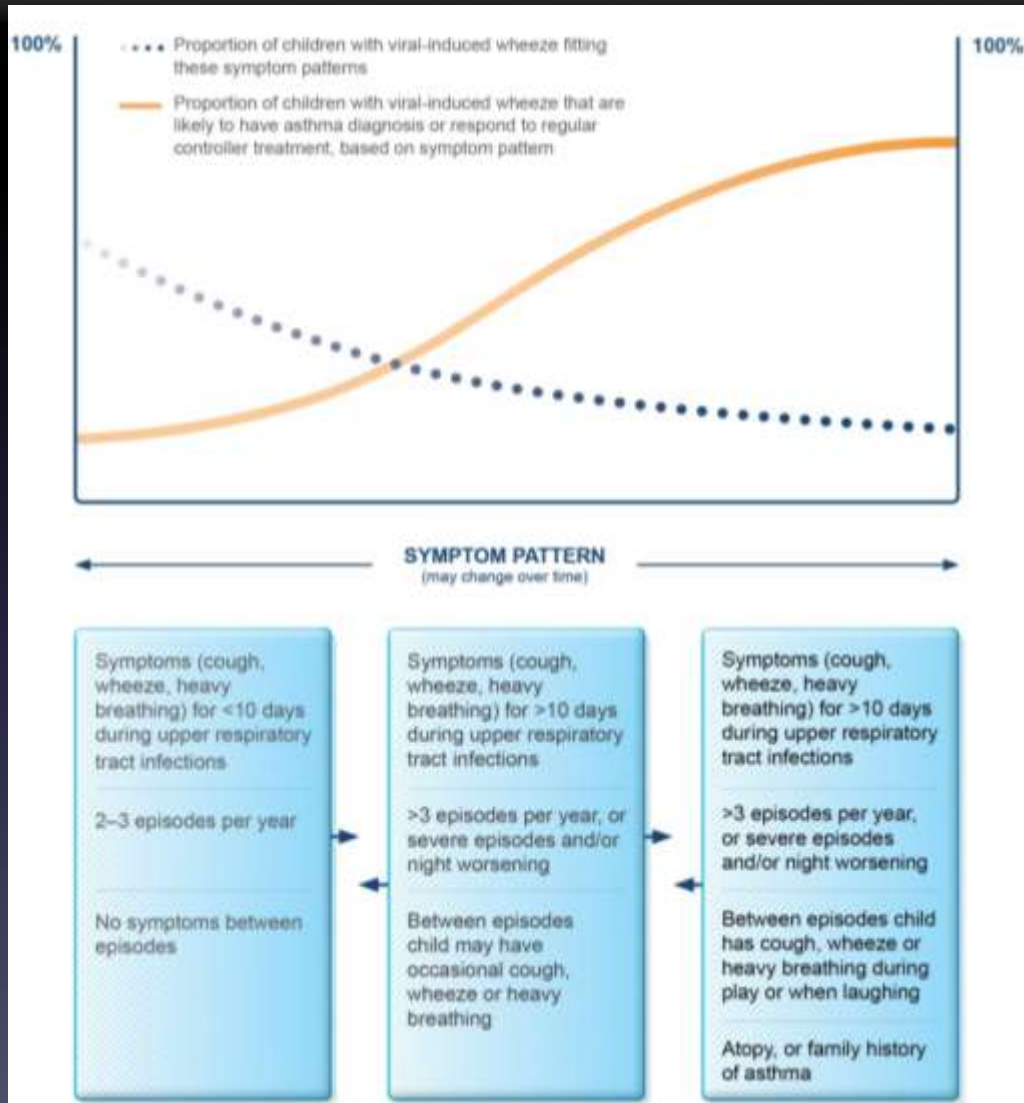 100%
100%
Proportion of children with viral-induced wheeze fitting
these symptom patterns
Proportion of children with viral-induced wheeze that are
likely to have asthma diagnosis or respond to regular
controller treatment, based on symptom pattern
SYMPTOM PATTERN
(may change over time)
Symptoms (cough,
wheeze, heavy
breathing) for <10 days
during upper respiratory
tract infections
2–3 episodes per year
No symptoms between
episodes
Symptoms (cough,
wheeze, heavy
breathing) for >10 days
during upper respiratory
tract infections
>3 episodes per year, or
severe episodes and/or
night worsening
Between episodes
child may have
occasional cough,
wheeze or heavy
breathing
Symptoms (cough,
wheeze, heavy
breathing) for >10 days
during upper respiratory
tract infections
>3 episodes per year,
or severe episodes
and/or night worsening
Between episodes child
has cough, wheeze or
heavy breathing during
play or when laughing
Atopy, or family history
of asthma